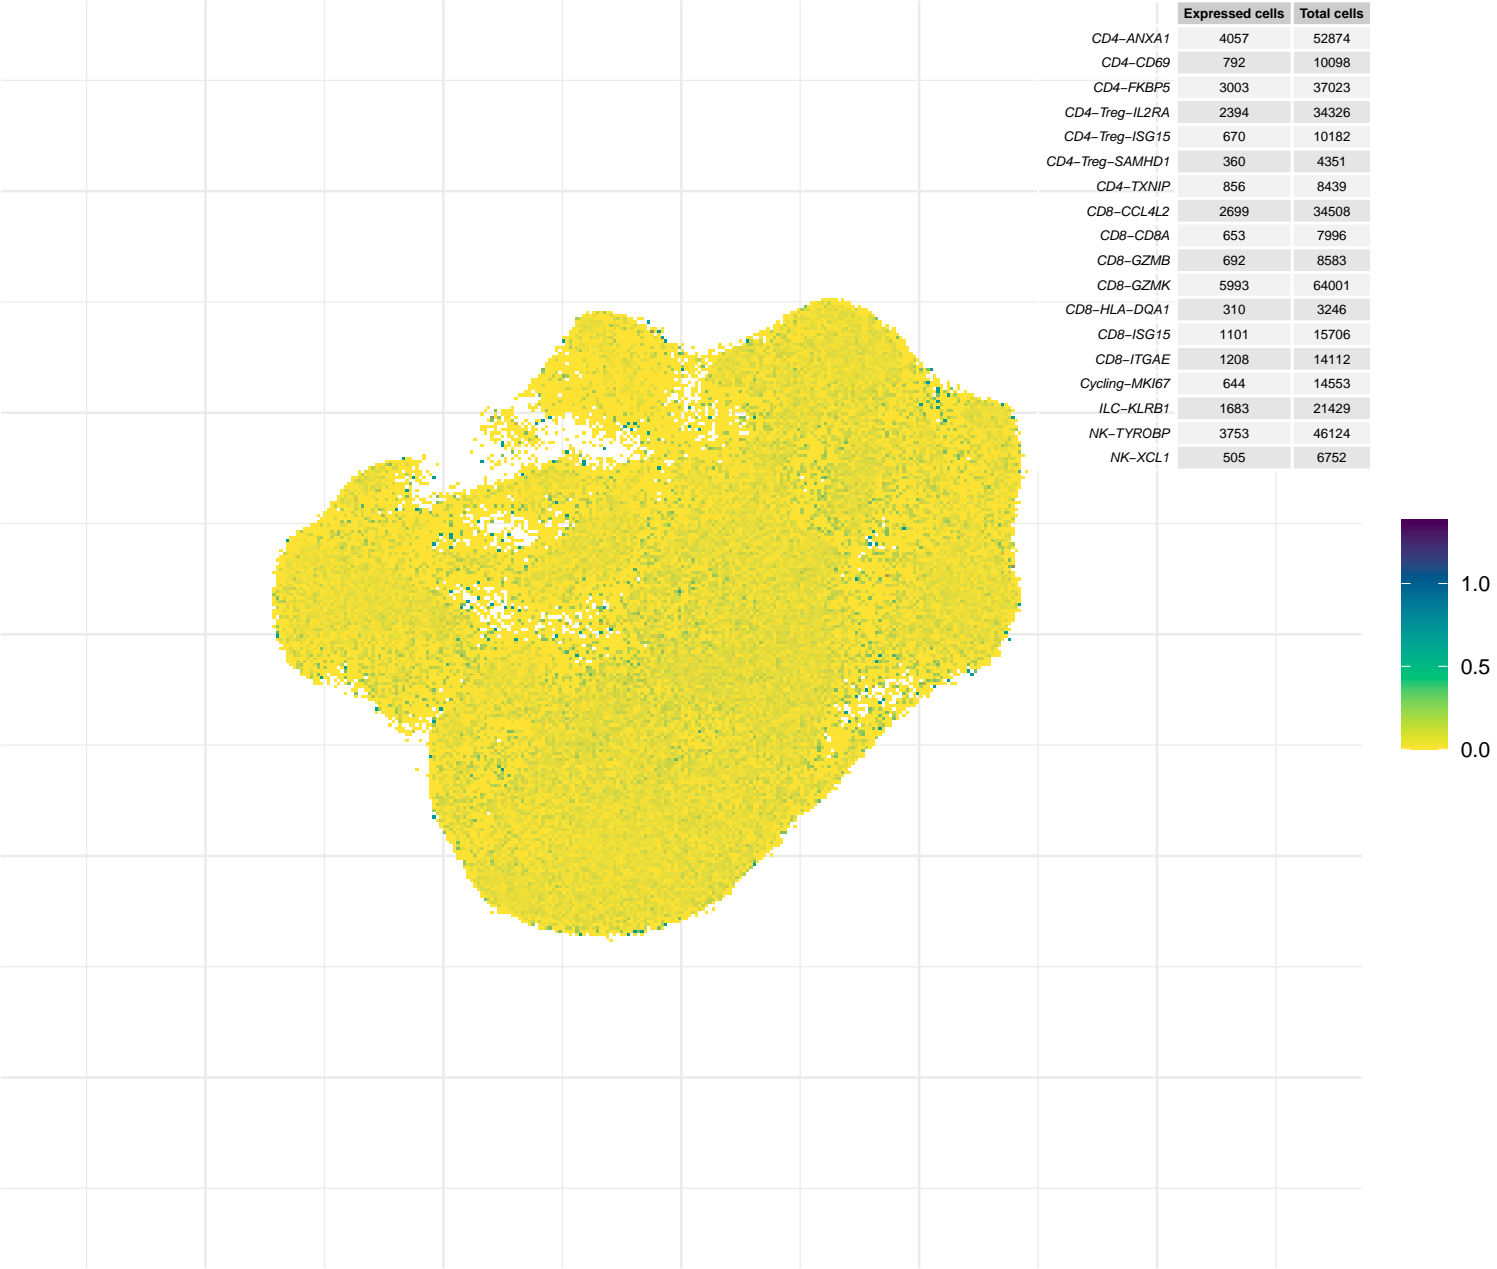 Expressed cells Total cells
CD4−ANXA1 4057 52874
CD4−CD69 792 10098
CD4−FKBP5 3003 37023
CD4−Treg−IL2RA 2394 34326
CD4−Treg−ISG15 670 10182
CD4−Treg−SAMHD1 360 4351
CD4−TXNIP 856 8439
CD8−CCL4L2 2699 34508
CD8−CD8A 653 7996
CD8−GZMB 692 8583
CD8−GZMK 5993 64001
CD8−HLA−DQA1 310 3246
CD8−ISG15 1101 15706
CD8−ITGAE 1208 14112
Cycling−MKI67 644 14553
ILC−KLRB1 1683 21429
NK−TYROBP 3753 46124
NK−XCL1 505 6752
1.0
0.5
0.0